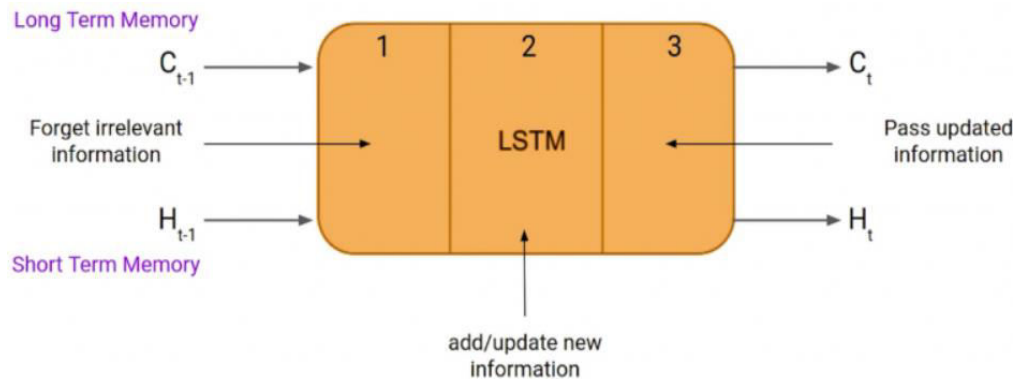 Long Term Memory
1
2
3
C t-1
C t
Forget irrelevant
information
LSTM
Pass updated
information
H t-1
H t
Short Term Memory
add/update new
information